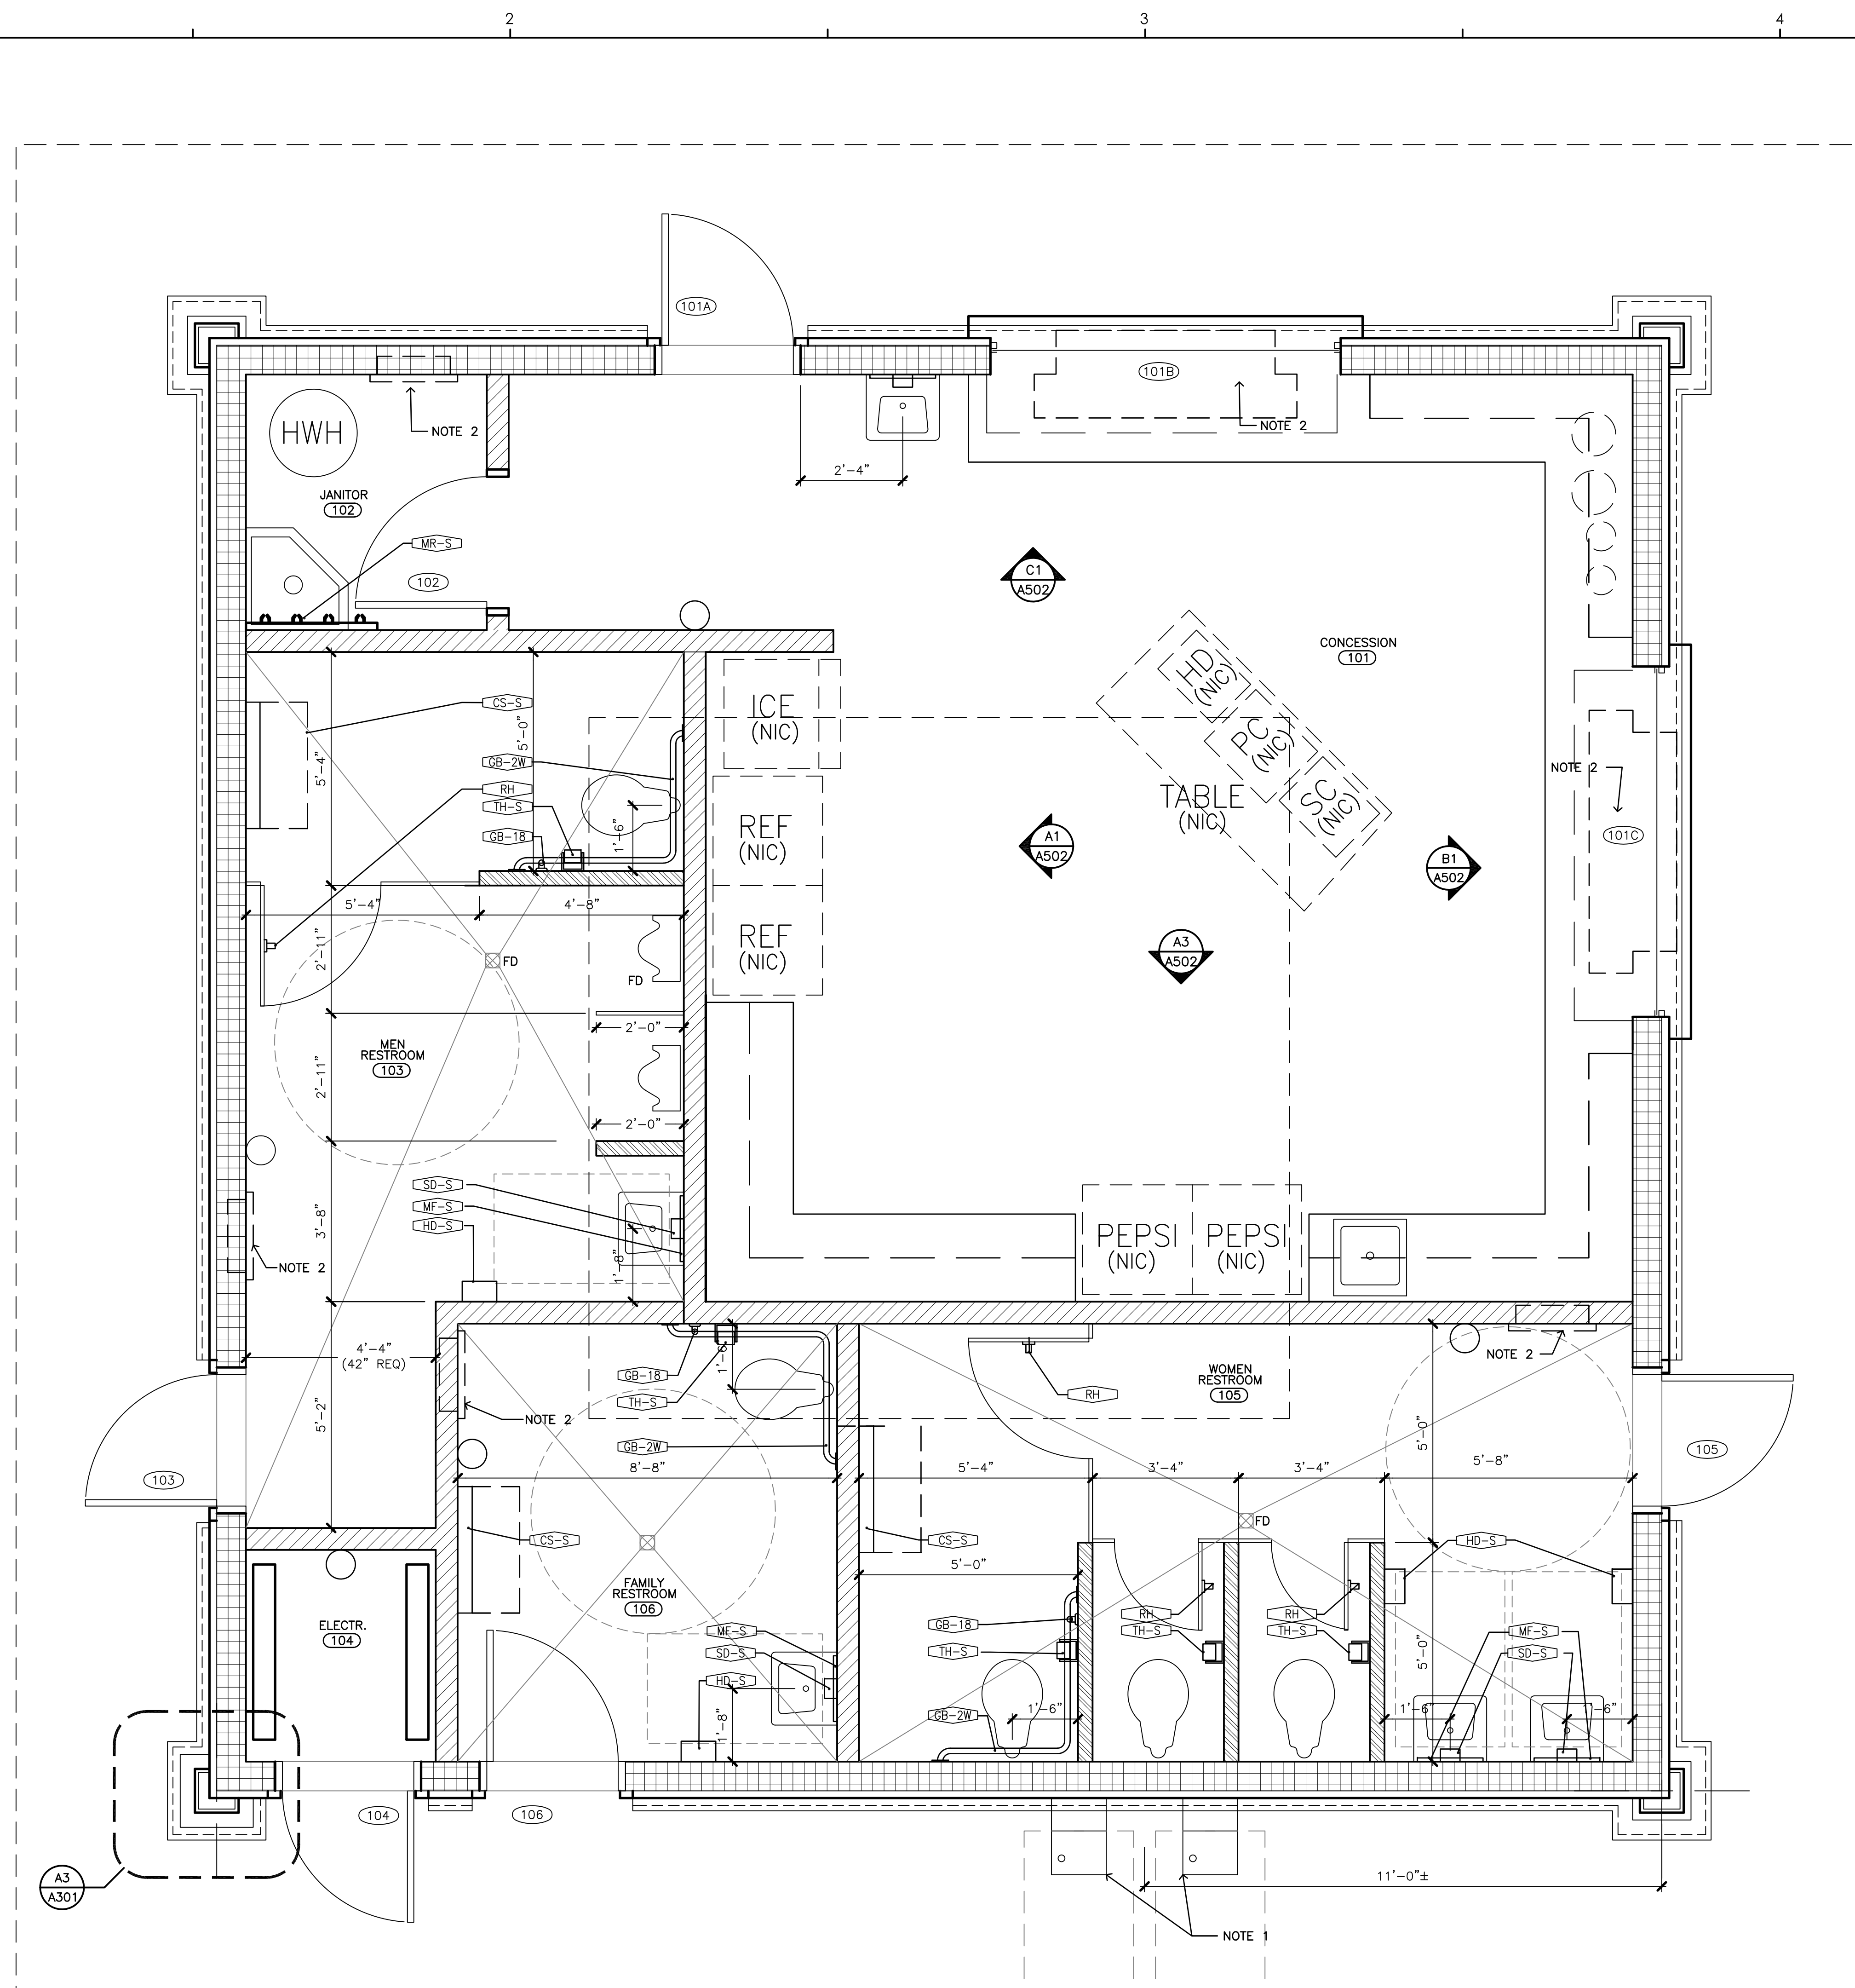 2
3
4
101A
101B
NOTE 2
NOTE 2
HWH
2'-4"
JANITOR
102
MR-S
102
C1
A502
CONCESSION
101
CS-S
5'-0"
5'-4"
GB-2W
RH
TH-S
GB-18
1'-6"
ICE
(NIC)
HD
(NIC)
PC
(NIC)
SC
(NIC)
TABLE
(NIC)
NOTE 2
101C
REF
(NIC)
A1
A502
B1
A502
5'-4"
4'-8"
REF
(NIC)
A3
A502
2'-11"
FD
FD
2'-0"
MEN
RESTROOM
103
2'-11"
2'-0"
SD-S
MF-S
HD-S
3'-8"
1'-8"
NOTE 2
PEPSI
(NIC)
PEPSI
(NIC)
4'-4"
(42" REQ)
GB-18
1'-6"
TH-S
NOTE 2
GB-2W
WOMEN
RESTROOM
105
RH
NOTE 2
5'-2"
5'-0"
103
105
8'-8"
5'-4"
3'-4"
3'-4"
5'-8"
FD
CS-S
CS-S
HD-S
5'-0"
FAMILY
RESTROOM
106
ELECTR.
104
GB-18
TH-S
RH
TH-S
RH
TH-S
MF-S
SD-S
MF-S
SD-S
HD-S
5'-0"
1'-8"
GB-2W
1'-6"
1'-6"
1'-6"
104
106
A3
A301
11'-0"±
NOTE 1